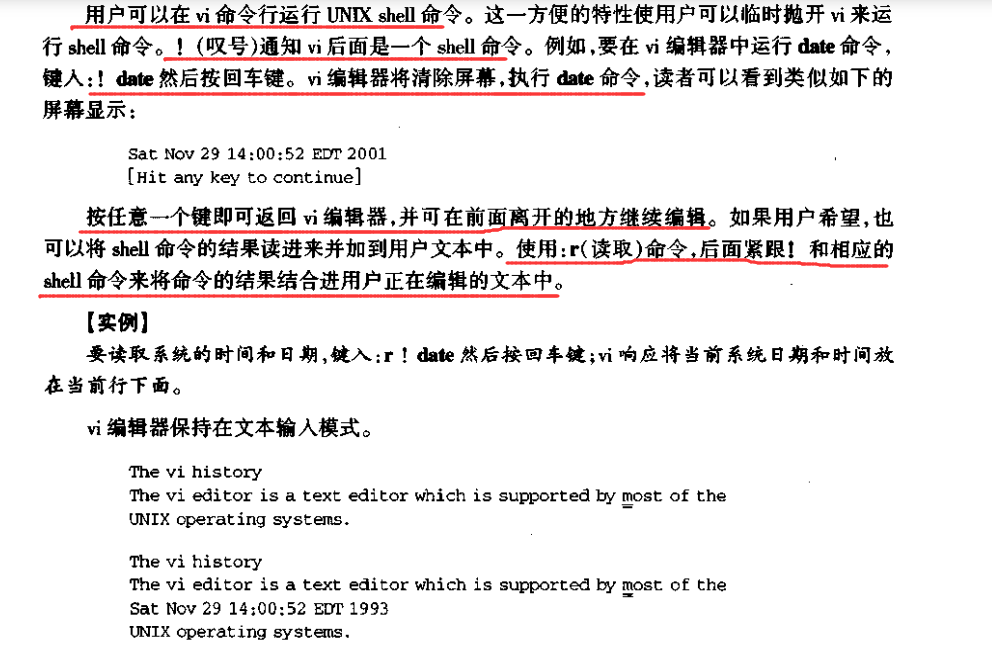 用户可以在 vi 命令行运行 UNIX shell 命令。这一方便的特性使用户可以临时抛开 vi 来运
行 shell 命令。！(叹号)通知 vi 后面是一个 shell 命令。例如,要在 vi 编辑器中运行 date 命令,
键入:！date 然后按回车键。vi 编辑器将清除屏幕,执行 date 命令,读者可以看到类似如下的
屏幕显示:
Sat Nov 29 14:00:52 EDT 2001
[Hit any key to continue]
按任意一个键即可返回 vi 编辑器,并可在前面离开的地方继续编辑。如果用户希望,也
可以将 shell 命令的结果读进来并加到用户文本中。使用:r(读取)命令,后面紧跟！和相应的
shell 命令来将命令的结果结合进用户正在编辑的文本中。
【实例】
要读取系统的时间和日期,键入:r！date 然后按回车键;vi 响应将当前系统日期和时间放
在当前行下面。
vi 编辑器保持在文本输入模式。
The vi history
The vi editor is a text editor which is supported by most of the
UNIX operating systems.
The vi history
The vi editor is a text editor which is supported by most of the
Sat Nov 29 14:00:52 EDT 1993
UNIX operating systems.